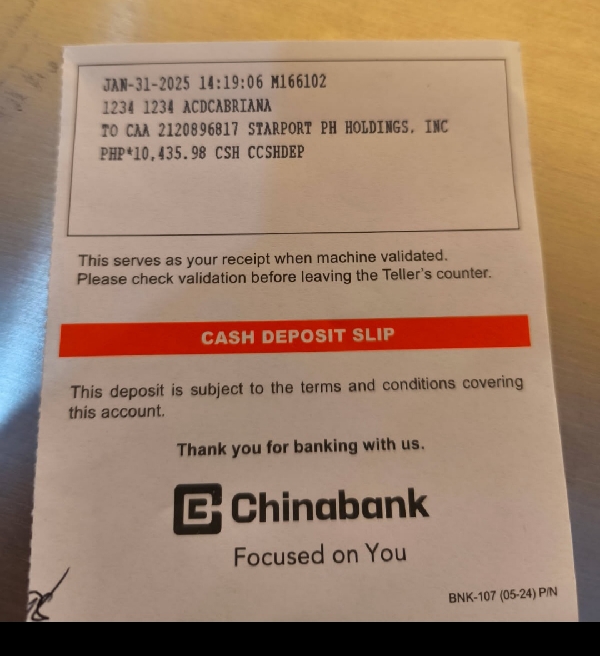 JAN-31-2025 14:19:06 M166102
1234 1234 ACDCABRIANA
TO CAA 2120896817 STARPORT PH HOLDINGS, INC
PHP*10,435.98 CSH CCSHDEP
This serves as your receipt when machine validated.
Please check validation before leaving the Teller's counter.
CASH DEPOSIT SLIP
This deposit is subject to the terms and conditions covering
this account.
Thank you for banking with us.
Chinabank
Focused on You
BNK-107 (05-24) P/N